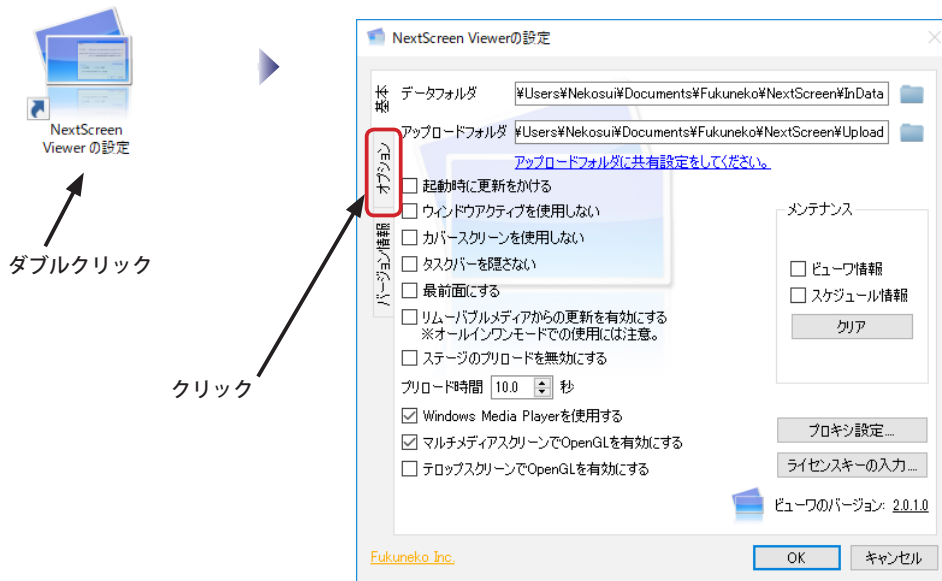 NextScreen
Viewer の設定
ダブルクリック
クリック
NextScreen Viewerの設定
基本
オプション
バージョン情報
データフォルダ
¥Users¥Nekosui¥Documents¥Fukuneko¥NextScreen¥InData
アップロードフォルダ
¥Users¥Nekosui¥Documents¥Fukuneko¥NextScreen¥Upload
アップロードフォルダに共有設定をしてください。
起動時に更新をかける
ウィンドウアクティブを使用しない
カバースクリーンを使用しない
タスクバーを隠さない
最前面にする
リムーバブルメディアからの更新を有効にする
※オールインワンモードでの使用には注意。
ステージのプリロードを無効にする
プリロード時間 10.0 秒
Windows Media Playerを使用する
マルチメディアスクリーンでOpenGLを有効にする
テロップスクリーンでOpenGLを有効にする
メンテナンス
ビューワ情報
スケジュール情報
クリア
プロキシ設定...
ライセンスキーの入力...
ビューワのバージョン: 2.0.1.0
Fukuneko Inc.
OK
キャンセル